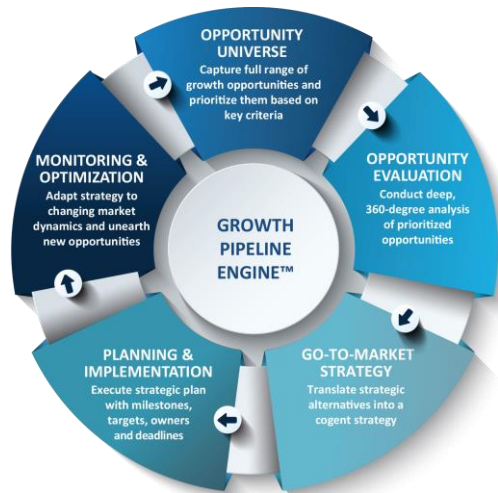 OPPORTUNITY
UNIVERSE
Capture full range of
growth opportunities and
prioritize them based on
key criteria
OPPORTUNITY
EVALUATION
Conduct deep,
360-degree analysis
of prioritized
opportunities
GO-TO-MARKET
STRATEGY
Translate strategic
alternatives into a
cogent strategy
PLANNING &
IMPLEMENTATION
Execute strategic plan
with milestones,
targets, owners
and deadlines
MONITORING &
OPTIMIZATION
Adapt strategy to
changing market
dynamics and unearth
new opportunities
GROWTH
PIPELINE
ENGINE™